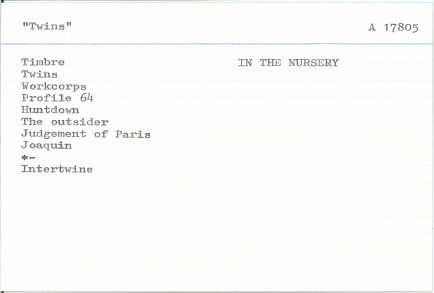 "Twins" A 17805
Timbre IN THE NURSERY
Twins
Workcorps
Profile 64
Huntdown
The outsider
Judgement of Paris
Joaquin
*-
Intertwine